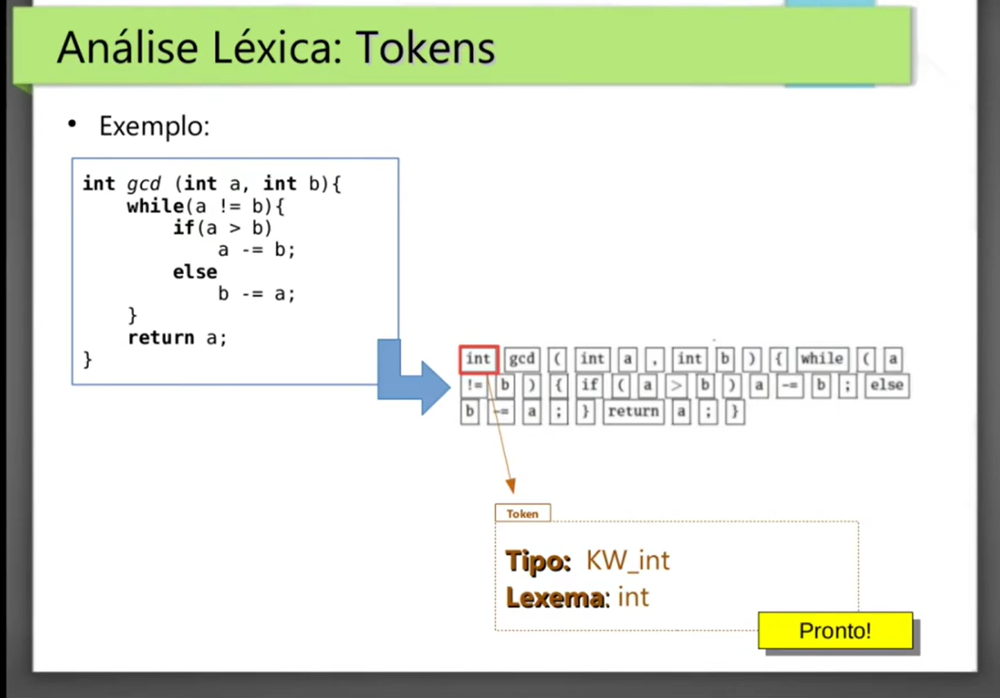 Análise Léxica: Tokens
• Exemplo:
int gcd (int a, int b){
while(a != b){
if(a > b)
a -= b;
else
b -= a;
}
return a;
}
int gcd ( int a , int b ) { while ( a
!= b ) { if ( a > b ) a -= b ; else
b -= a ; } return a ; }
Token
Tipo: KW_int
Lexema: int
Pronto!